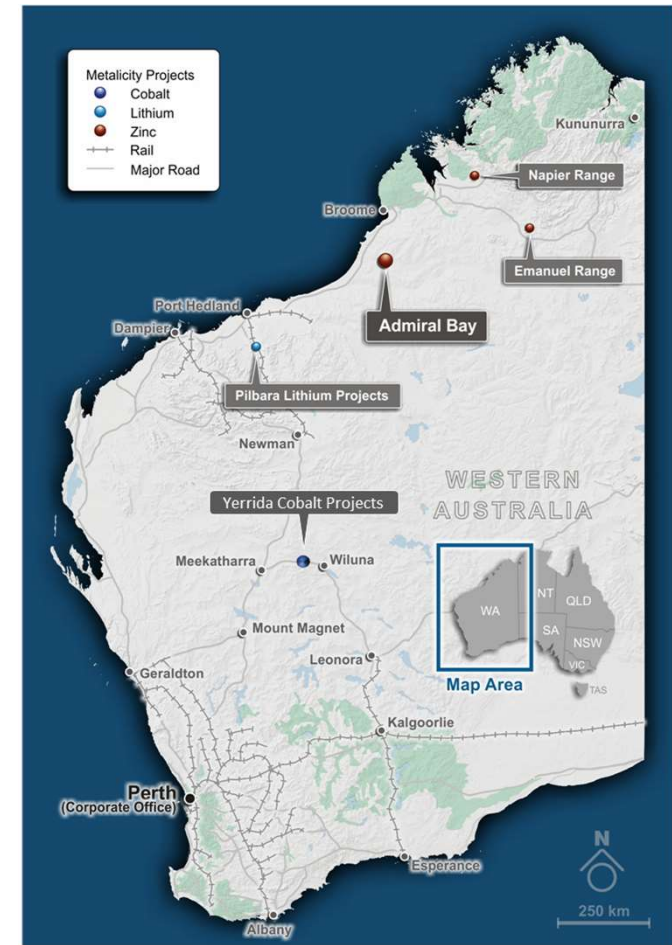 Metalicity Projects
Cobalt
Lithium
Zinc
Rail
Major Road
Kununurra
Napier Range
Broome
Emanuel Range
Admiral Bay
Port Hedland
Dampier
Pilbara Lithium Projects
Newman
WESTERN
AUSTRALIA
Yerrida Cobalt Projects
Meekatharra
Wiluna
NT
QLD
WA
SA
NSW
VIC
TAS
Map Area
Mount Magnet
Leonora
Geraldton
Kalgoorlie
Perth
(Corporate Office)
Esperance
Albany
N
250 km